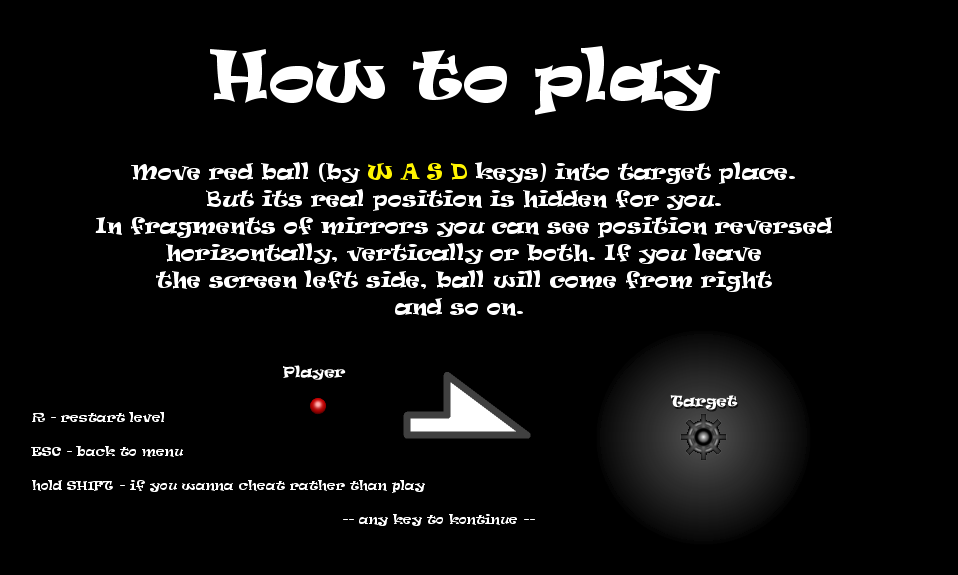 How to play
Move red ball (by W A S D keys) into target place.
But its real position is hidden for you.
In fragments of mirrors you can see position reversed
horizontally, vertically or both. If you leave
the screen left side, ball will come from right
and so on.
Player
Target
R - restart level
ESC - back to menu
hold SHIFT - if you wanna cheat rather than play
-- any key to kontinue --